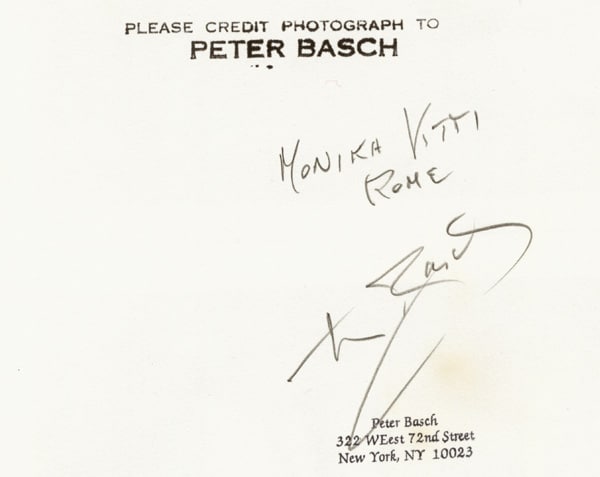 PLEASE CREDIT PHOTOGRAPH TO
PETER BASCH
MONIKA VITTI
ROME
Basch
Peter Basch
322 WEest 72nd Street
New York, NY 10023